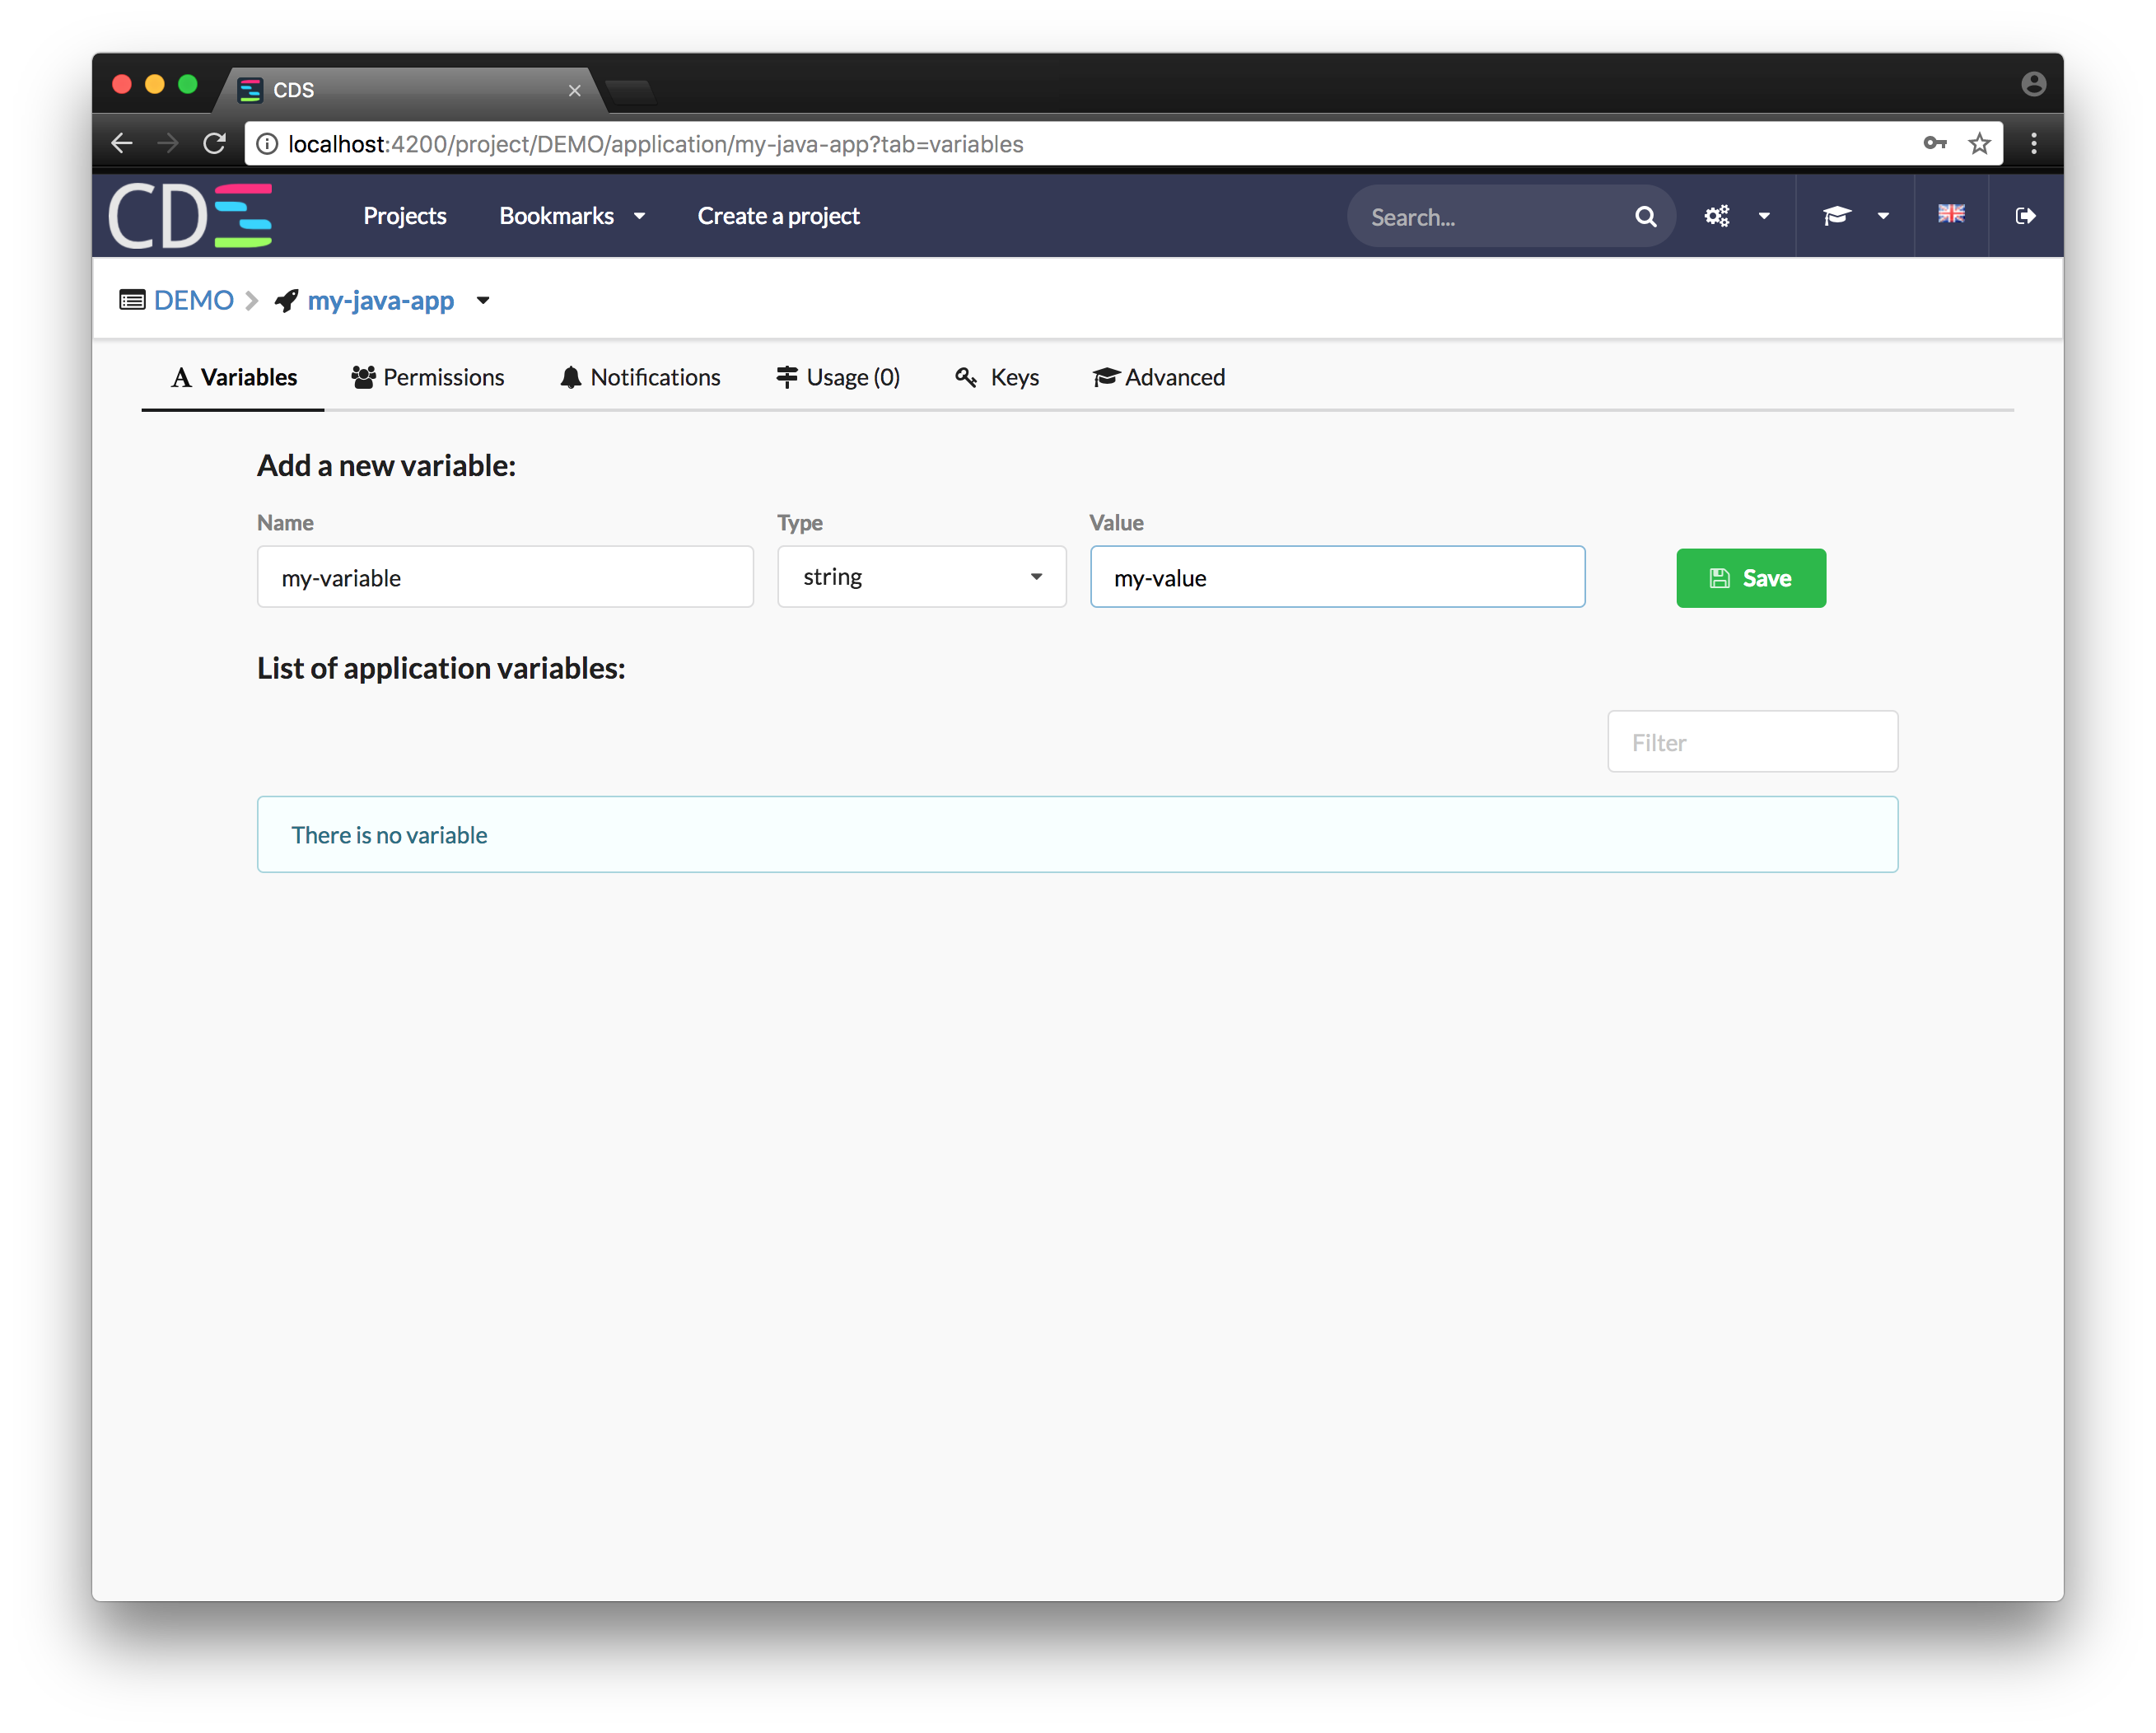 CDS
localhost:4200/project/DEMO/application/my-java-app?tab=variables
CDS Projects Bookmarks Create a project Search...
DEMO my-java-app
Variables Permissions Notifications Usage (0) Keys Advanced
Add a new variable:
Name Type Value
my-variable string my-value Save
List of application variables:
Filter
There is no variable